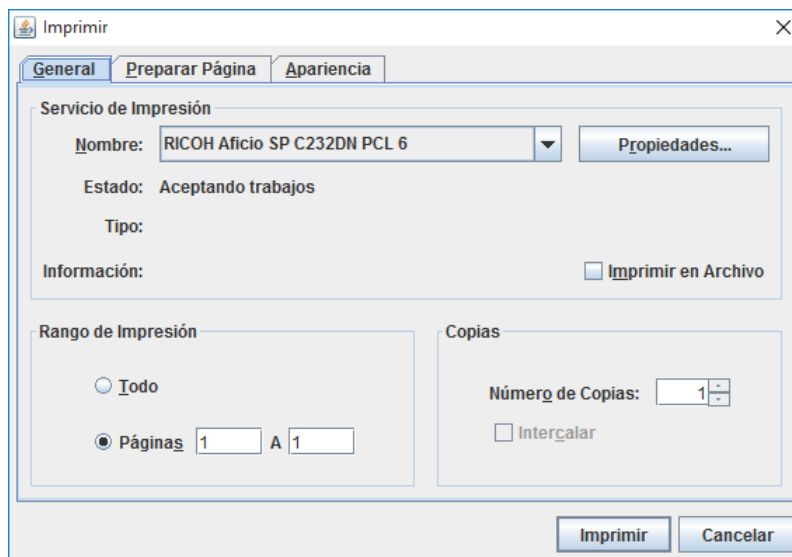 Imprimir
General Preparar Página Apariencia
Servicio de Impresión
Nombre: RICOH Aficio SP C232DN PCL 6 Propiedades...
Estado: Aceptando trabajos
Tipo:
Información: Imprimir en Archivo
Rango de Impresión
Todo
Páginas 1 A 1
Copias
Número de Copias: 1
Intercalar
Imprimir Cancelar